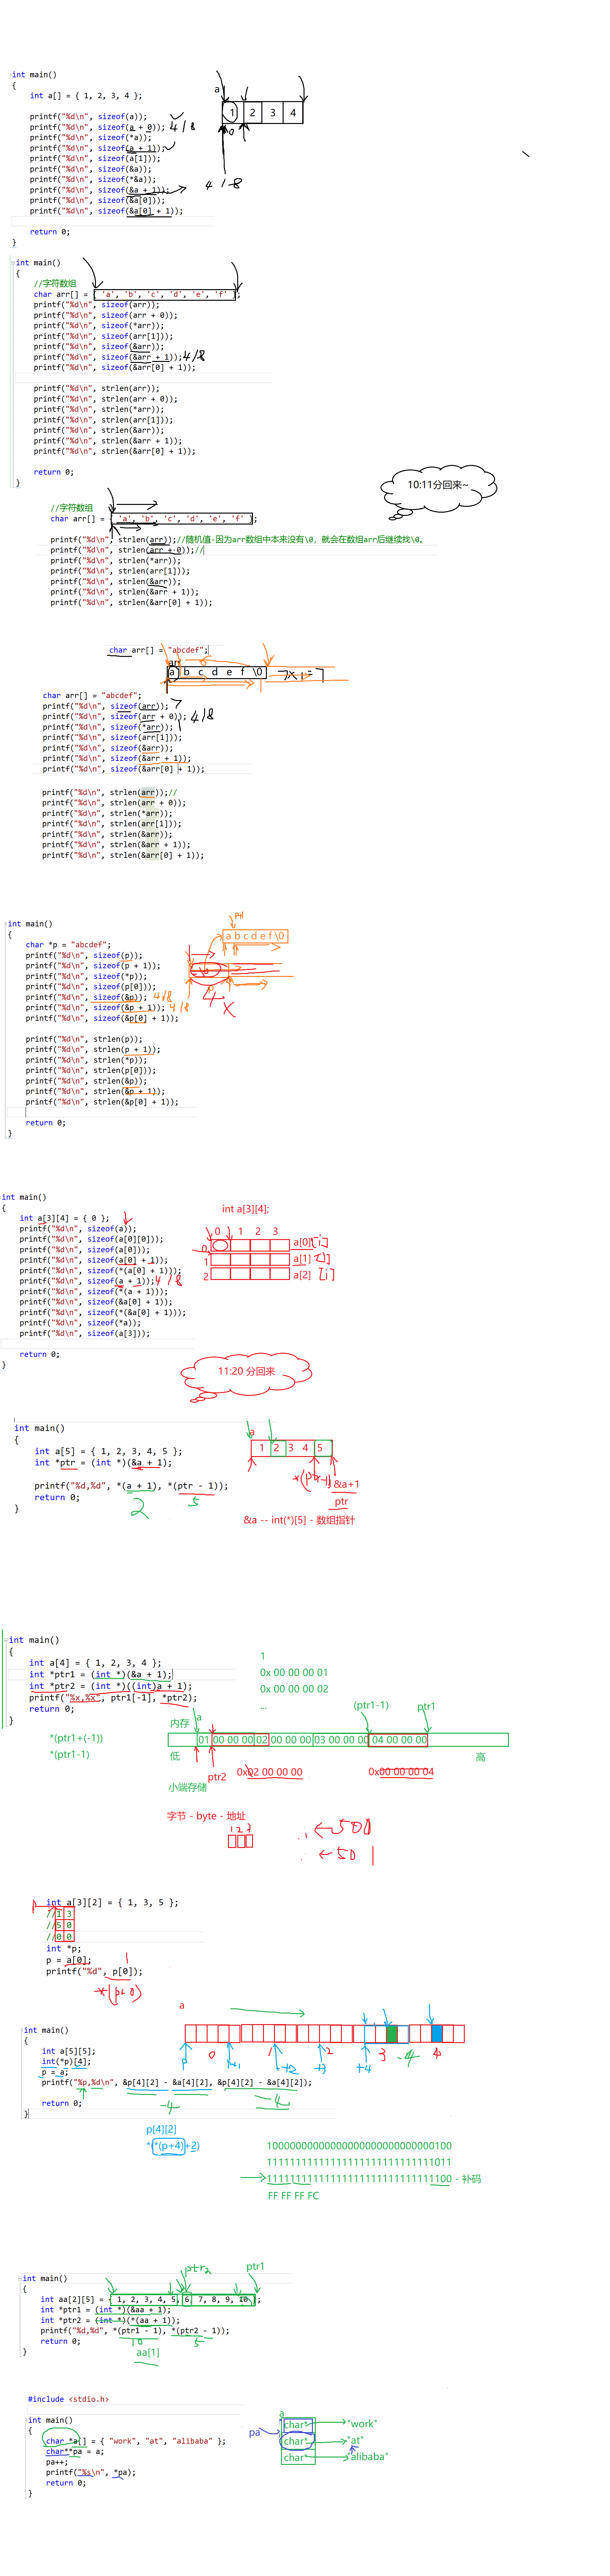 int main()
{
int a[] = { 1, 2, 3, 4 };
a
1 2 3 4
0
printf("%d\n", sizeof(a));
printf("%d\n", sizeof(a + 0)); 4/8
printf("%d\n", sizeof(*a));
printf("%d\n", sizeof(a + 1));
printf("%d\n", sizeof(a[1]));
printf("%d\n", sizeof(&a));
printf("%d\n", sizeof(*&a));
printf("%d\n", sizeof(&a + 1)); 4/8
printf("%d\n", sizeof(&a[0]));
printf("%d\n", sizeof(&a[0] + 1));
return 0;
}
int main()
{
//字符数组
char arr[] = { 'a', 'b', 'c', 'd', 'e', 'f' };
printf("%d\n", sizeof(arr));
printf("%d\n", sizeof(arr + 0));
printf("%d\n", sizeof(*arr));
printf("%d\n", sizeof(arr[1]));
printf("%d\n", sizeof(&arr));
printf("%d\n", sizeof(&arr + 1)); 4/8
printf("%d\n", sizeof(&arr[0] + 1));
printf("%d\n", strlen(arr));
printf("%d\n", strlen(arr + 0));
printf("%d\n", strlen(*arr));
printf("%d\n", strlen(arr[1]));
printf("%d\n", strlen(&arr));
printf("%d\n", strlen(&arr + 1));
printf("%d\n", strlen(&arr[0] + 1));
return 0;
}
10:11分回来~
//字符数组
char arr[] = { 'a', 'b', 'c', 'd', 'e', 'f' };
printf("%d\n", strlen(arr));//随机值-因为arr数组中本来没有\0，就会在数组arr后继续找\0。
printf("%d\n", strlen(arr + 0));//
printf("%d\n", strlen(*arr));
printf("%d\n", strlen(arr[1]));
printf("%d\n", strlen(&arr));
printf("%d\n", strlen(&arr + 1));
printf("%d\n", strlen(&arr[0] + 1));
char arr[] = "abcdef";
arr
a b c d e f \0 7x1=7
char arr[] = "abcdef";
printf("%d\n", sizeof(arr)); 7
printf("%d\n", sizeof(arr + 0)); 4/8
printf("%d\n", sizeof(*arr)); 1
printf("%d\n", sizeof(arr[1]));
printf("%d\n", sizeof(&arr));
printf("%d\n", sizeof(&arr + 1));
printf("%d\n", sizeof(&arr[0] + 1));
printf("%d\n", strlen(arr));//
printf("%d\n", strlen(arr + 0));
printf("%d\n", strlen(*arr));
printf("%d\n", strlen(arr[1]));
printf("%d\n", strlen(&arr));
printf("%d\n", strlen(&arr + 1));
printf("%d\n", strlen(&arr[0] + 1));
int main()
{
p+1
a b c d e f \0
char *p = "abcdef";
printf("%d\n", sizeof(p));
printf("%d\n", sizeof(p + 1));
printf("%d\n", sizeof(*p));
printf("%d\n", sizeof(p[0]));
printf("%d\n", sizeof(&p)); 4/8
printf("%d\n", sizeof(&p + 1)); 4/8
printf("%d\n", sizeof(&p[0] + 1));
printf("%d\n", strlen(p));
printf("%d\n", strlen(p + 1));
printf("%d\n", strlen(*p));
printf("%d\n", strlen(p[0]));
printf("%d\n", strlen(&p));
printf("%d\n", strlen(&p + 1));
printf("%d\n", strlen(&p[0] + 1));
return 0;
}
int main()
{
int a[3][4];
int a[3][4] = { 0 };
0 1 2 3
0 a[0][j]
1 a[1][j]
2 a[2] [j]
printf("%d\n", sizeof(a));
printf("%d\n", sizeof(a[0][0]));
printf("%d\n", sizeof(a[0]));
printf("%d\n", sizeof(a[0] + 1));
printf("%d\n", sizeof(*(a[0] + 1)));
printf("%d\n", sizeof(a + 1)); 4/8
printf("%d\n", sizeof(*(a + 1)));
printf("%d\n", sizeof(&a[0] + 1));
printf("%d\n", sizeof(*(&a[0] + 1)));
printf("%d\n", sizeof(*a));
printf("%d\n", sizeof(a[3]));
return 0;
}
11:20 分回来
int main()
{
int a[5] = { 1, 2, 3, 4, 5 };
int *ptr = (int *)(&a + 1);
printf("%d,%d", *(a + 1), *(ptr - 1));
return 0;
}
2 5
a
1 2 3 4 5
*(ptr-1) &a+1
ptr
&a -- int(*)[5] - 数组指针
int main()
{
int a[4] = { 1, 2, 3, 4 };
int *ptr1 = (int *)(&a + 1);
int *ptr2 = (int *)((int)a + 1);
printf("%x,%x", ptr1[-1], *ptr2);
return 0;
}
1
0x 00 00 00 01
0x 00 00 00 02
...
(ptr1-1) ptr1
内存 a
*(ptr1+(-1))
*(ptr1-1)
01 00 00 00 02 00 00 00 03 00 00 00 04 00 00 00
低 高
ptr2 0x02 00 00 00 0x00 00 00 04
小端存储
字节 - byte - 地址
1 2 3
←500
←501
int a[3][2] = { 1, 3, 5 };
p
//1 3
//5 0
//0 0
int *p;
p = a[0];
printf("%d", p[0]);
1
*(p+0)
a
int main()
{
int a[5][5];
int(*p)[4];
p = a;
printf("%p,%d\n", &p[4][2] - &a[4][2], &p[4][2] - &a[4][2]);
return 0;
}
-4 -4
p 0 +1 1 +2 2 +3 +4 3 -4 4
p[4][2]
*(*(p+4)+2)
10000000000000000000000000000100
11111111111111111111111111111011
11111111111111111111111111111100 - 补码
FF FF FF FC
int main()
{
ptr2 ptr1
int aa[2][5] = { 1, 2, 3, 4, 5, 6, 7, 8, 9, 10 };
int *ptr1 = (int *)(&aa + 1);
int *ptr2 = (int *)(*(aa + 1));
printf("%d,%d", *(ptr1 - 1), *(ptr2 - 1));
return 0;
}
10 5
aa[1]
#include <stdio.h>
int main()
{
char *a[] = { "work", "at", "alibaba" };
char**pa = a;
pa++;
printf("%s\n", *pa);
return 0;
}
a
char* "work"
pa
char* "at"
char* "alibaba"